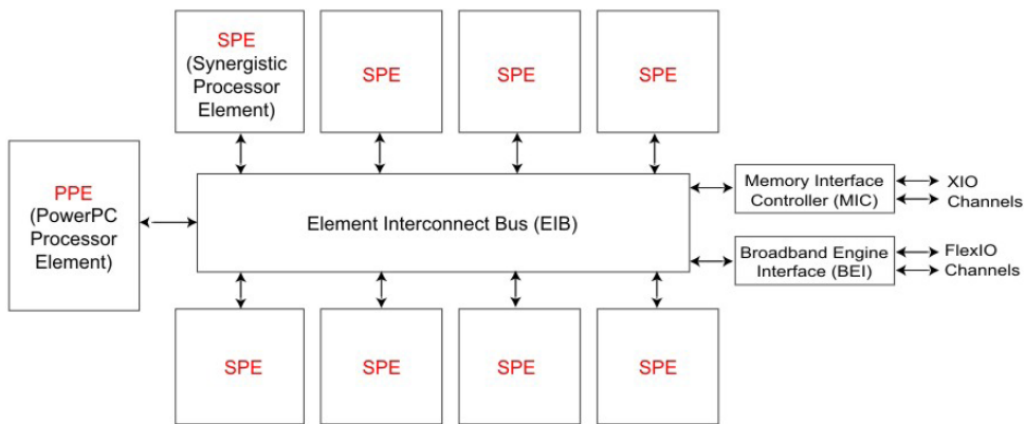 SPE
(Synergistic
Processor
Element)
SPE
SPE
SPE
PPE
(PowerPC
Processor
Element)
Element Interconnect Bus (EIB)
Memory Interface
Controller (MIC)
XIO
Channels
Broadband Engine
Interface (BEI)
FlexIO
Channels
SPE
SPE
SPE
SPE